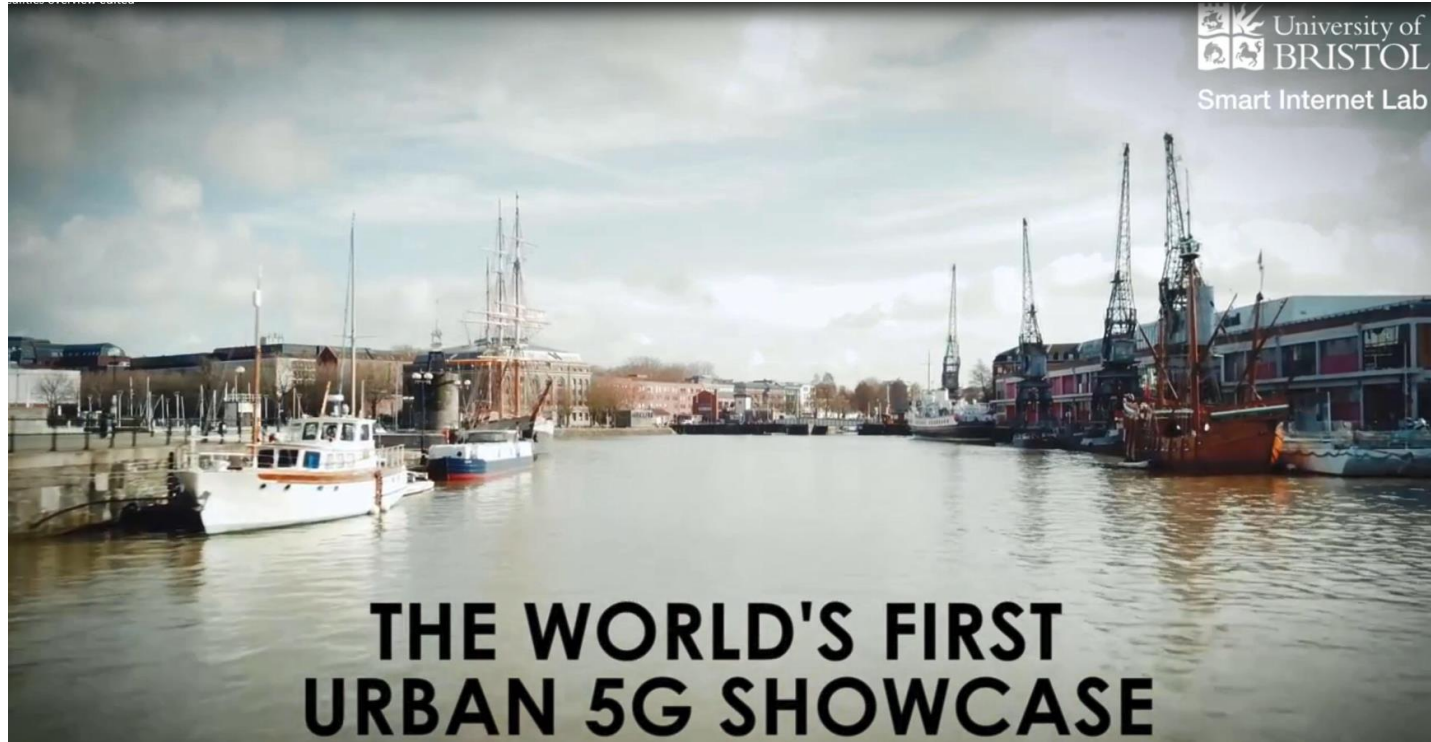 University of
BRISTOL
Smart Internet Lab
THE WORLD'S FIRST
URBAN 5G SHOWCASE